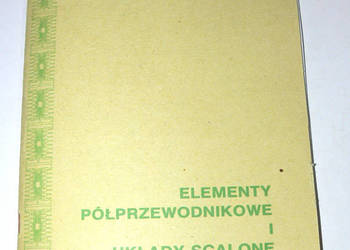 ELEMENTY
PÓŁPRZEWODNIKOWE
I
UKŁADY SCALONE